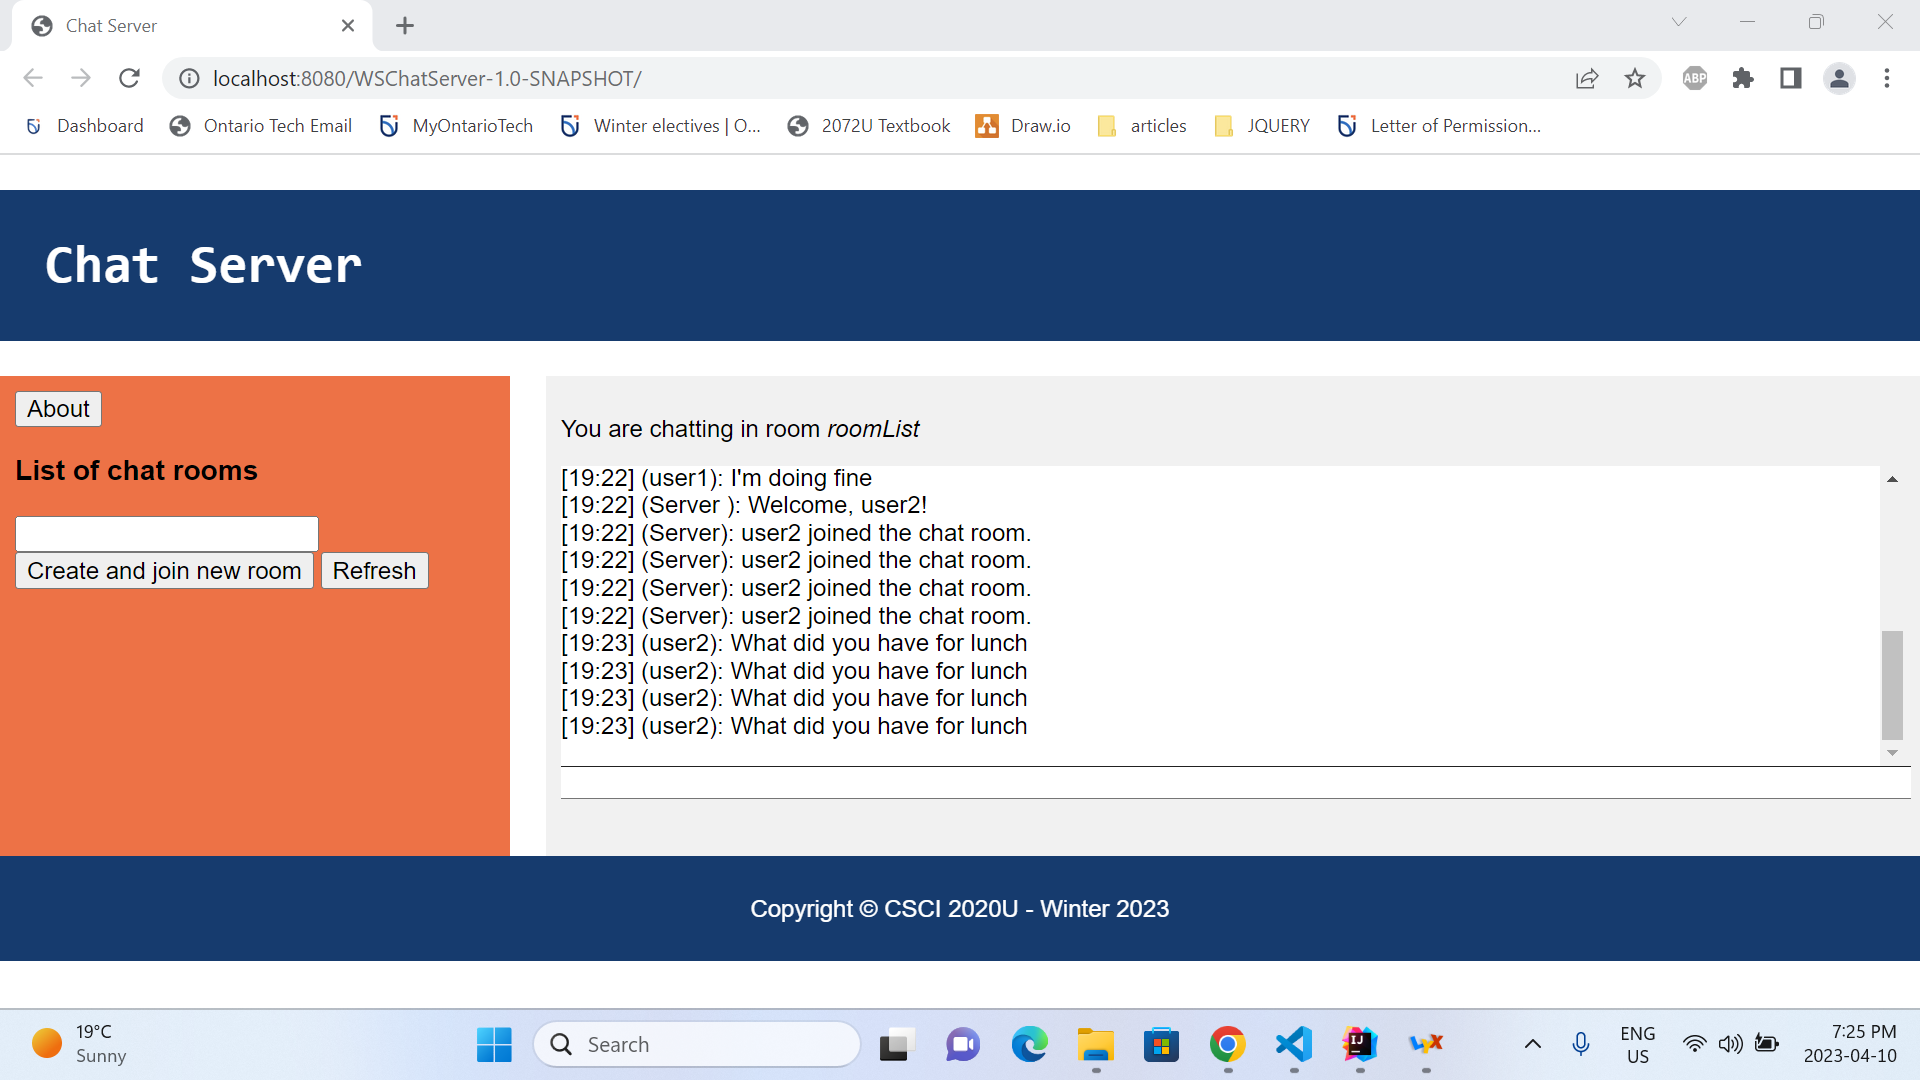 Chat Server
localhost:8080/WSChatServer-1.0-SNAPSHOT/
ABP
Dashboard
Ontario Tech Email
MyOntarioTech
Winter electives | O...
2072U Textbook
Draw.io
articles
JQUERY
Letter of Permission...
Chat Server
About
List of chat rooms
Create and join new room
Refresh
You are chatting in room roomList
[19:22] (user1): I'm doing fine
[19:22] (Server ): Welcome, user2!
[19:22] (Server): user2 joined the chat room.
[19:22] (Server): user2 joined the chat room.
[19:22] (Server): user2 joined the chat room.
[19:22] (Server): user2 joined the chat room.
[19:23] (user2): What did you have for lunch
[19:23] (user2): What did you have for lunch
[19:23] (user2): What did you have for lunch
[19:23] (user2): What did you have for lunch
Copyright © CSCI 2020U - Winter 2023
19°C
Sunny
Search
IJ
ENG
US
7:25 PM
2023-04-10